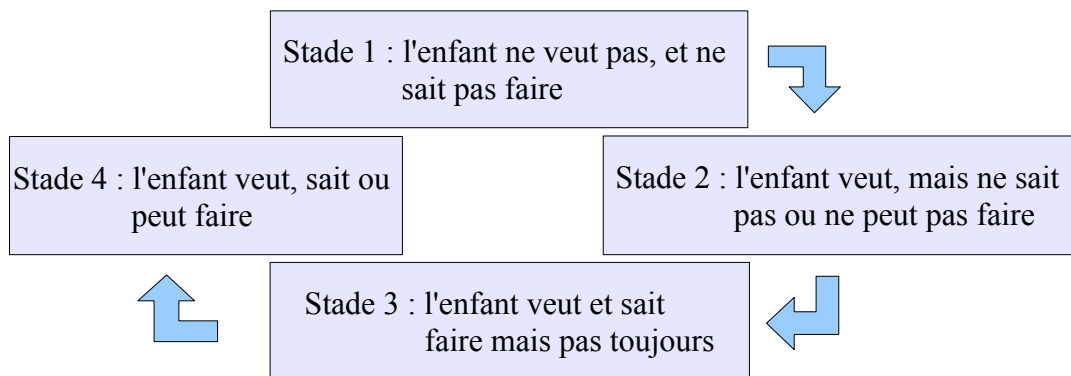 Stade 1 : l'enfant ne veut pas, et ne
sait pas faire
Stade 2 : l'enfant veut, mais ne sait
pas ou ne peut pas faire
Stade 3 : l'enfant veut et sait
faire mais pas toujours
Stade 4 : l'enfant veut, sait ou
peut faire